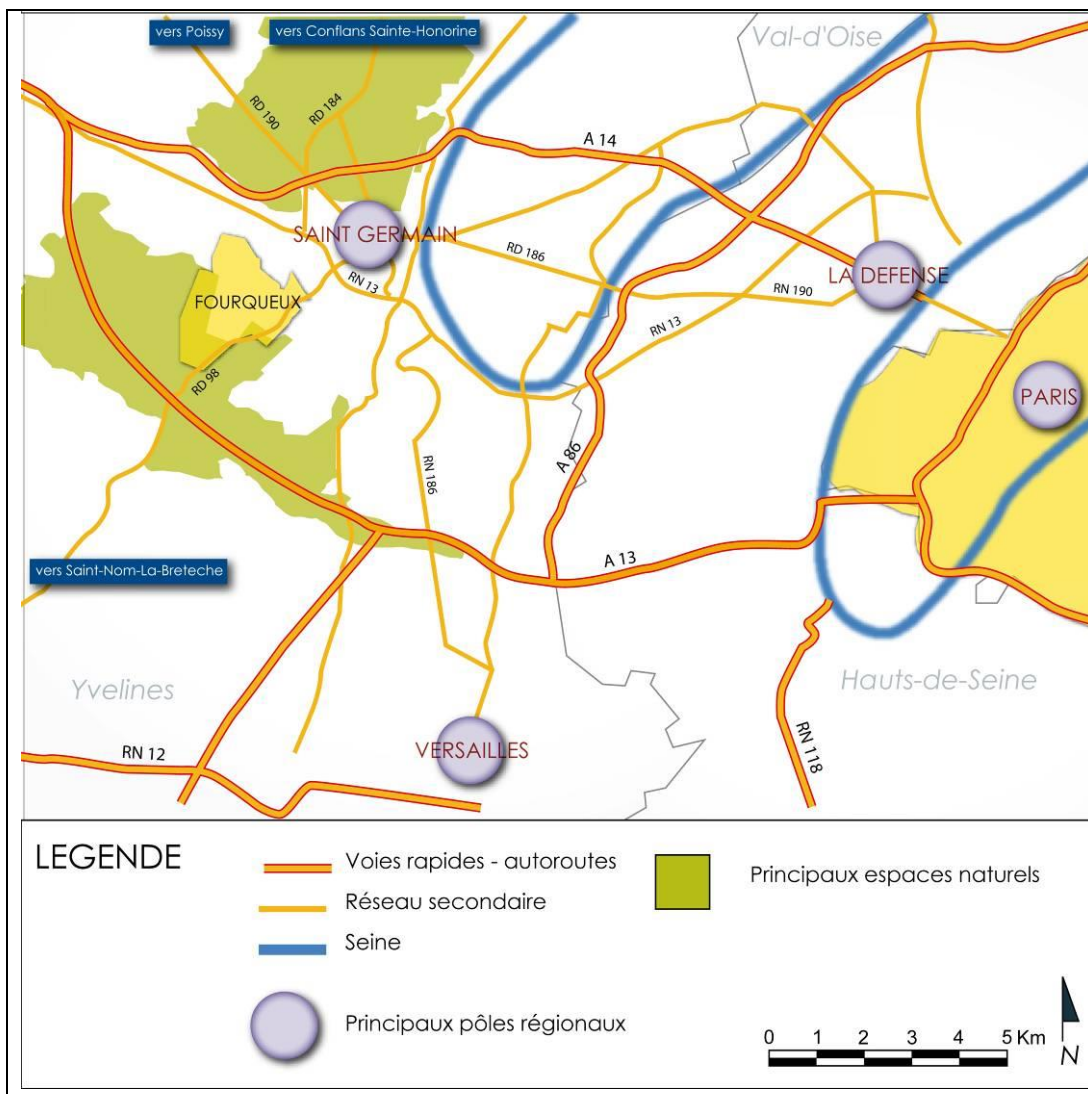 vers Poissy
vers Conflans Sainte-Honorine
Val-d'Oise
RD 190
RD 184
A 14
SAINT GERMAIN
RD 186
LA DEFENSE
RN 13
RN 190
FOURQUEUX
RN 13
RD 98
PARIS
A 86
RN 186
A 13
vers Saint-Nom-La-Breteche
Yvelines
Hauts-de-Seine
RN 12
VERSAILLES
RN 118
LEGENDE
Voies rapides - autoroutes
Réseau secondaire
Seine
Principaux pôles régionaux
Principaux espaces naturels
0 1 2 3 4 5 Km
N